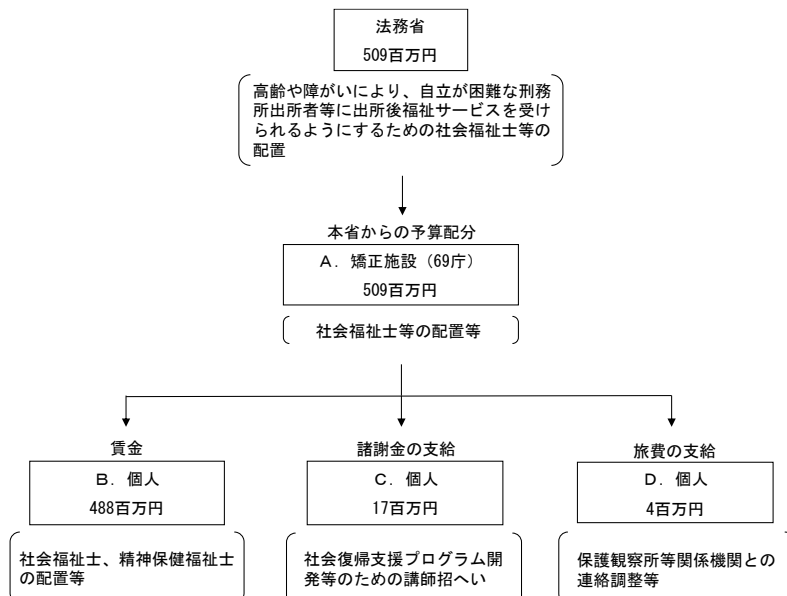 法務省
509百万円
高齢や障がいにより、自立が困難な刑務
所出所者等に出所後福祉サービスを受け
られるようにするための社会福祉士等の
配置
本省からの予算配分
A．矯正施設（69庁）
509百万円
社会福祉士等の配置等
賃金
B．個人
488百万円
社会福祉士、精神保健福祉士
の配置等
諸謝金の支給
C．個人
17百万円
社会復帰支援プログラム開
発等のための講師招へい
旅費の支給
D．個人
4百万円
保護観察所等関係機関との
連絡調整等